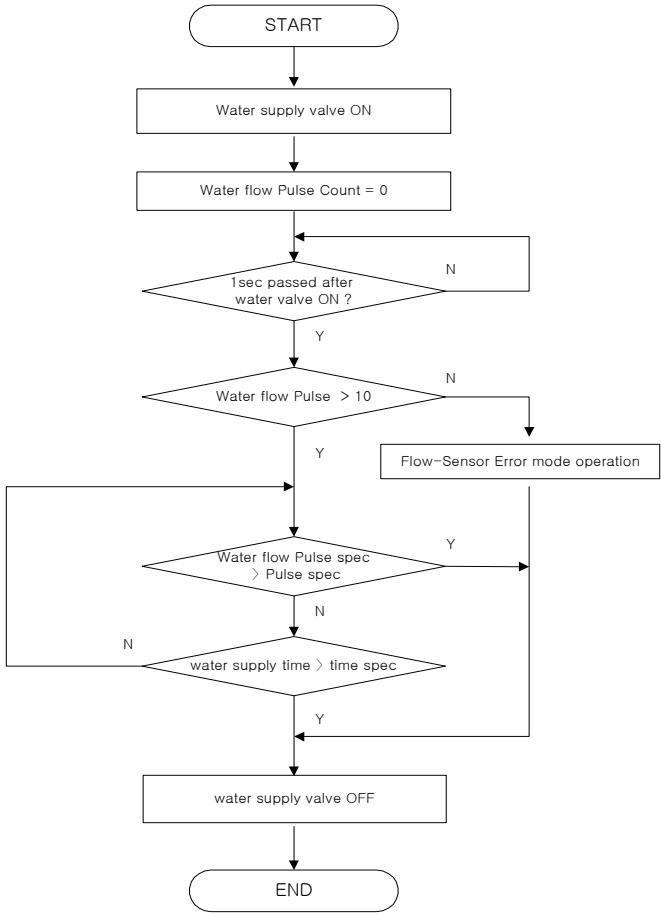 START
Water supply valve ON
Water flow Pulse Count = 0
1sec passed after
water valve ON ?
N
Y
Water flow Pulse > 10
N
Y
Flow-Sensor Error mode operation
Water flow Pulse spec
〉Pulse spec
Y
N
water supply time 〉time spec
N
Y
water supply valve OFF
END